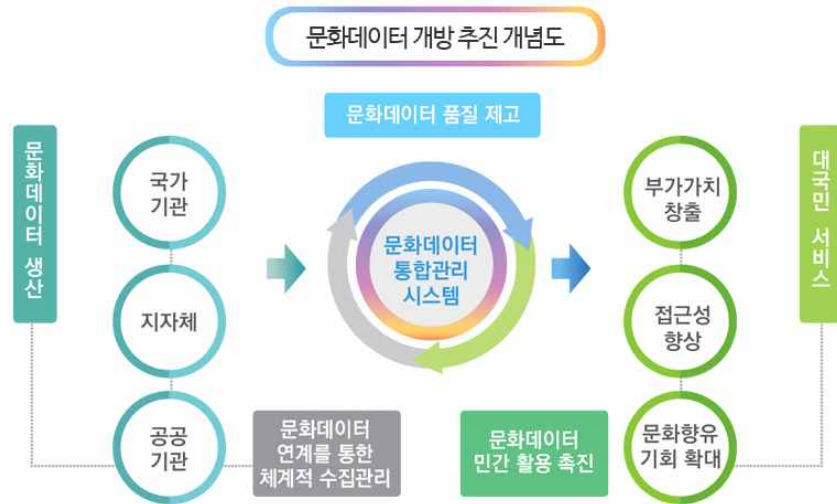 문화데이터 개방 추진 개념도
문화데이터 품질 제고
문화데이터 생산
국가
기관
지자체
공공
기관
문화데이터
통합관리
시스템
문화데이터
연계를 통한
체계적 수집관리
문화데이터
민간 활용 촉진
부가가치
창출
접근성
향상
문화향유
기회 확대
대국민 서비스